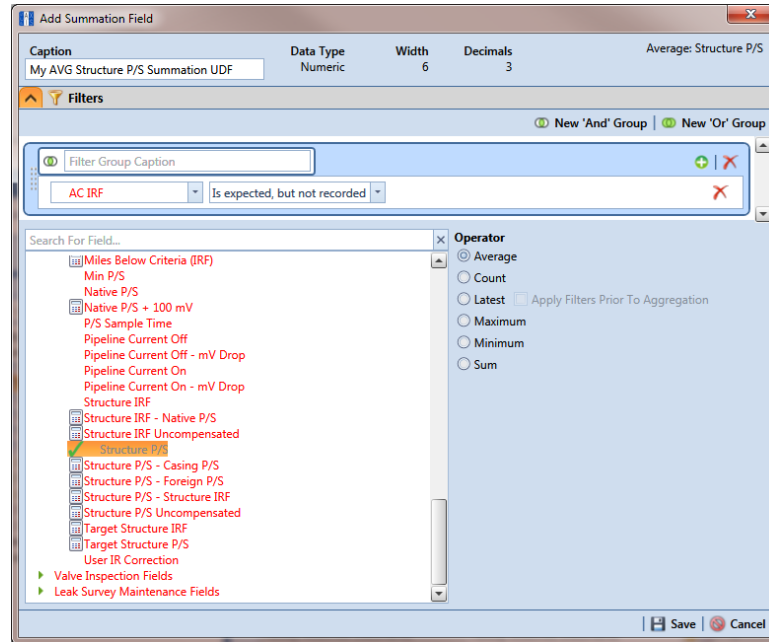 Add Summation Field
Caption Data Type Width Decimals Average: Structure P/S
My AVG Structure P/S Summation UDF Numeric 6 3
Filters
New 'And' Group | New 'Or' Group
Filter Group Caption
AC IRF Is expected, but not recorded
Search For Field...
Miles Below Criteria (IRF)
Min P/S
Native P/S
Native P/S + 100 mV
P/S Sample Time
Pipeline Current Off
Pipeline Current Off - mV Drop
Pipeline Current On
Pipeline Current On - mV Drop
Structure IRF
Structure IRF - Native P/S
Structure IRF Uncompensated
Structure P/S
Structure P/S - Casing P/S
Structure P/S - Foreign P/S
Structure P/S - Structure IRF
Structure P/S Uncompensated
Target Structure IRF
Target Structure P/S
User IR Correction
Valve Inspection Fields
Leak Survey Maintenance Fields
Operator
Average
Count
Latest Apply Filters Prior To Aggregation
Maximum
Minimum
Sum
Save | Cancel